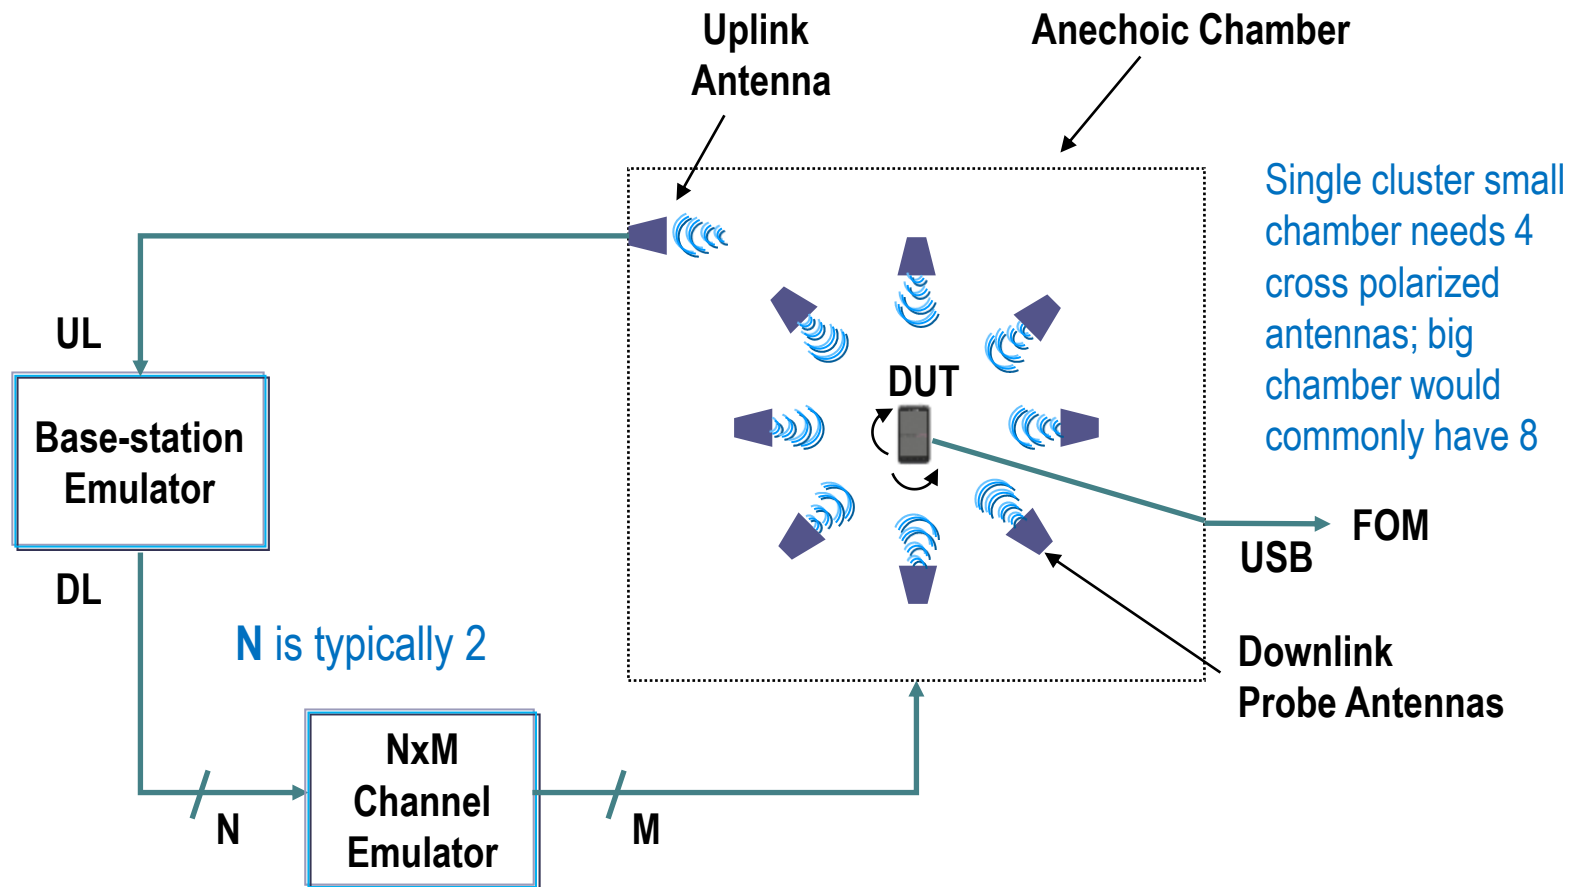 Uplink
Antenna
Anechoic Chamber
Single cluster small
chamber needs 4
cross polarized
antennas; big
chamber would
commonly have 8
UL
DUT
Base-station
Emulator
FOM
USB
DL
N is typically 2
Downlink
Probe Antennas
NxM
Channel
Emulator
N
M